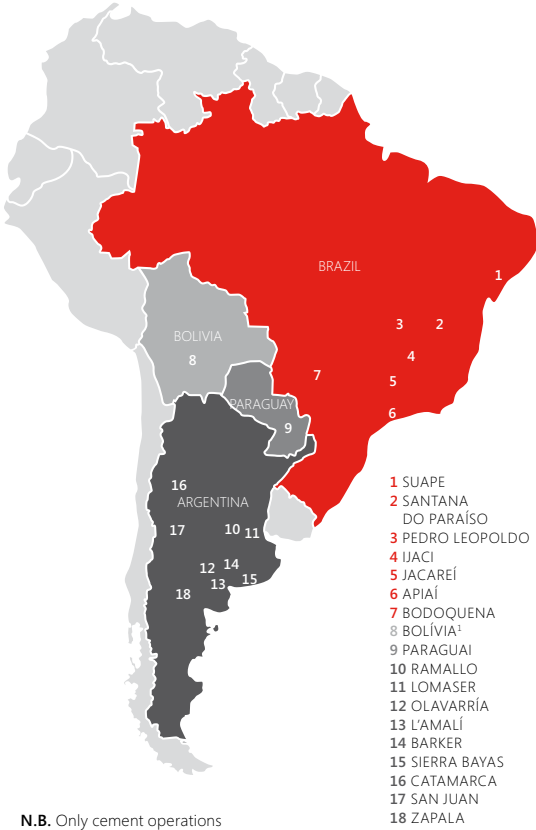 BRAZIL
1
3
2
BOLIVIA
4
8
7
5
PARAGUAY
6
9
16
ARGENTINA
17
10
11
12
14
13
15
18
1 SUAPE
2 SANTANA
DO PARAÍSO
3 PEDRO LEOPOLDO
4 IJACI
5 JACAREÍ
6 APIAÍ
7 BODOQUENA
8 BOLÍVIA¹
9 PARAGUAI
10 RAMALLO
11 LOMASER
12 OLAVARRÍA
13 L'AMALÍ
14 BARKER
15 SIERRA BAYAS
16 CATAMARCA
17 SAN JUAN
18 ZAPALA
N.B. Only cement operations